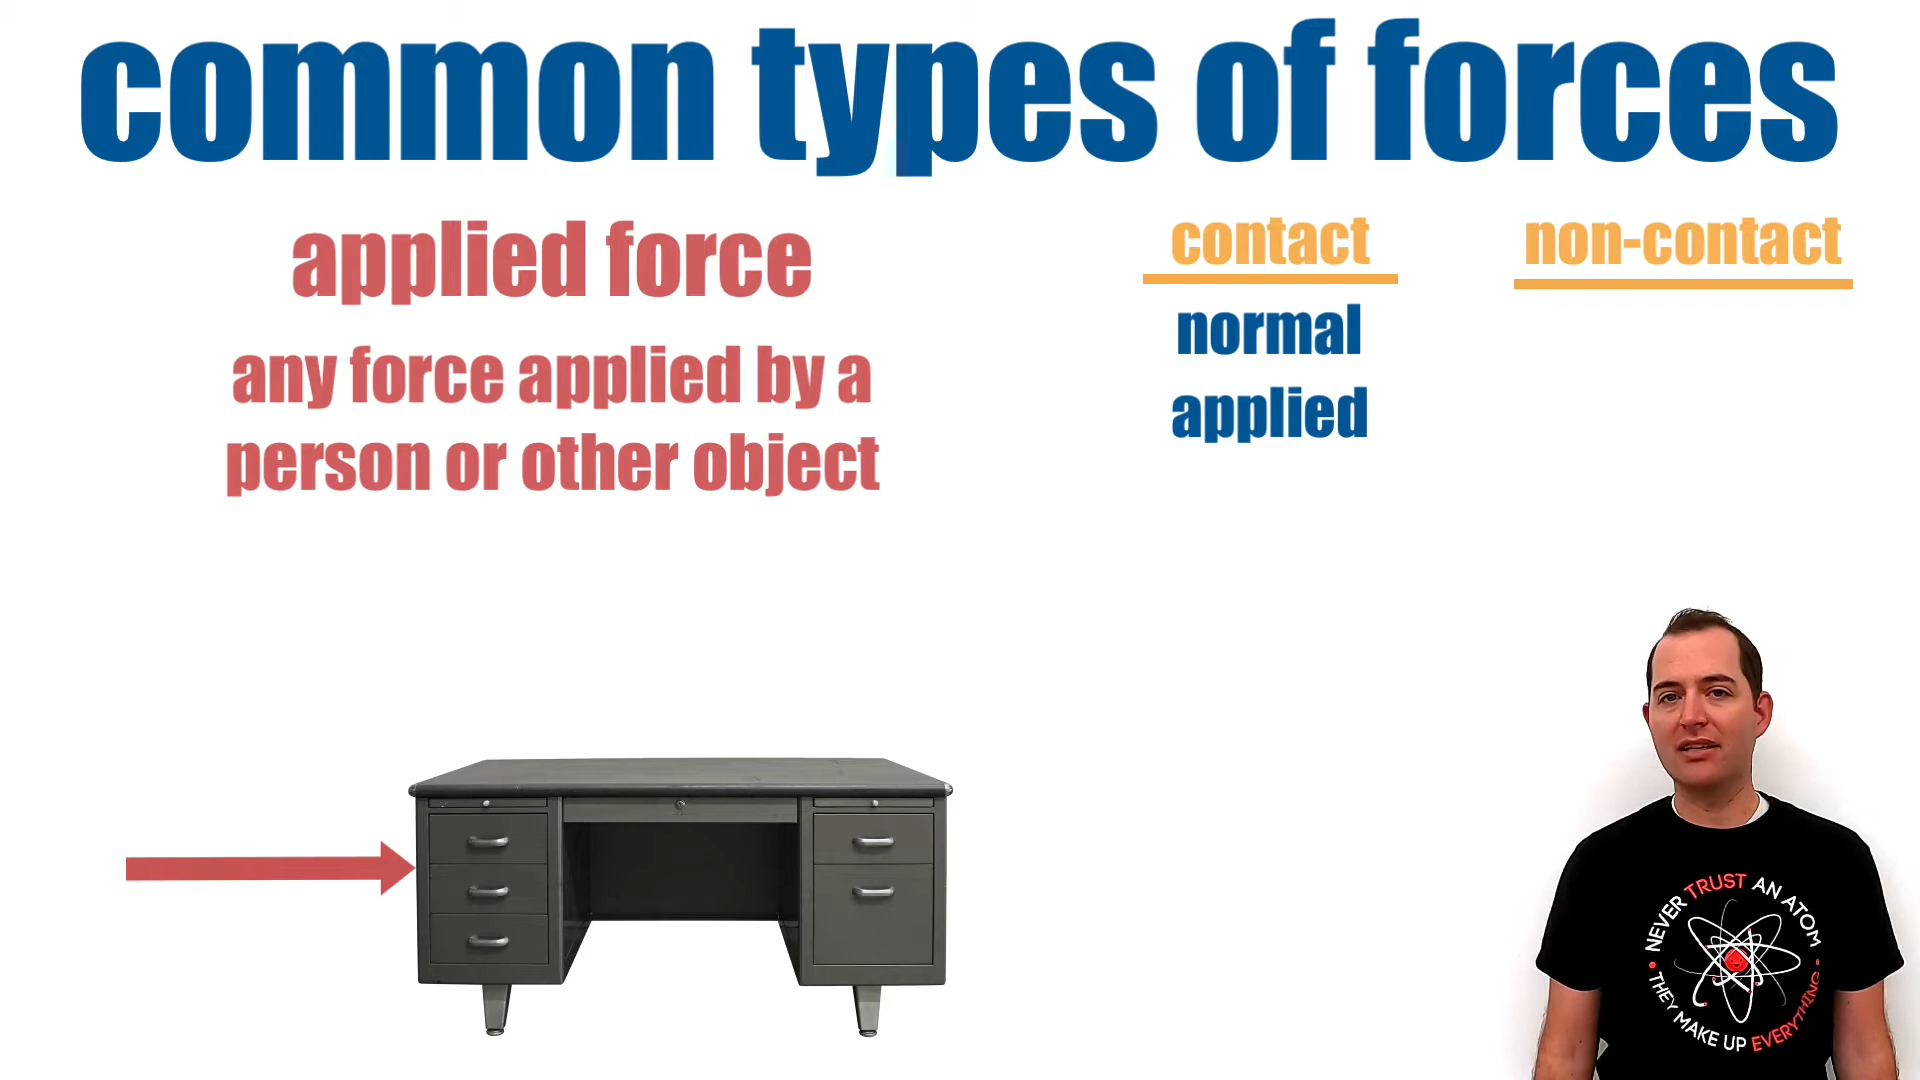 common types of forces
applied force
any force applied by a
person or other object
contact
normal
applied
non-contact
NEVER TRUST AN ATOM
• THEY MAKE UP EVERYTHING •